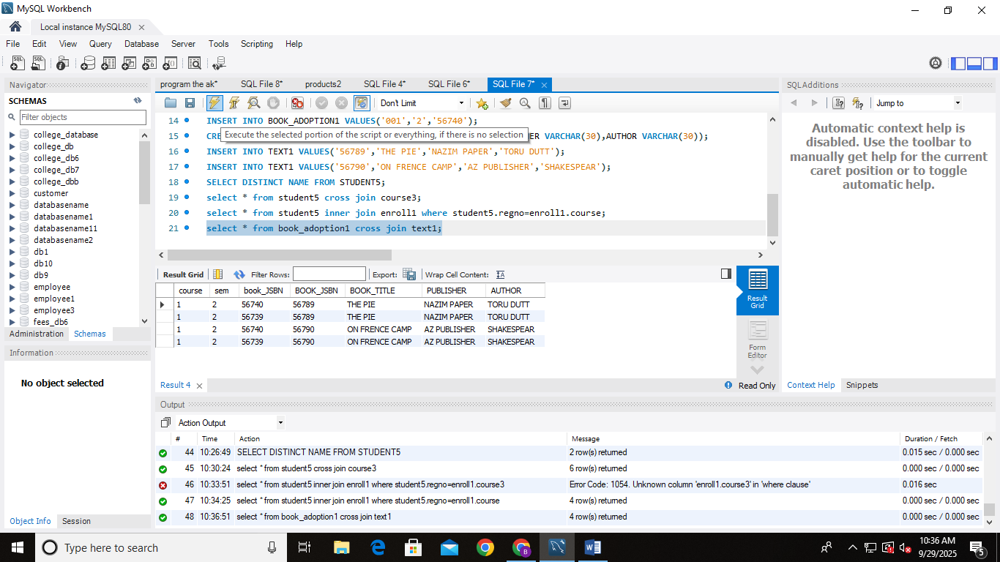 MySQL Workbench
Local instance MySQL80
File Edit View Query Database Server Tools Scripting Help
Navigator
SCHEMAS
Filter objects
college_database
college_db
college_db6
college_db7
college_dbb
customer
databasename
databasename1
databasename11
databasename2
db1
db10
db9
employee
employee1
employee3
fees_db6
Administration Schemas
Information
No object selected
Object Info Session
program the ak* SQL File 8* products2 SQL File 4* SQL File 6* SQL File 7*
Don't Limit
14 INSERT INTO BOOK_ADOPTION1 VALUES('001','2','56740');
15 CRE ER VARCHAR(30),AUTHOR VARCHAR(30));
Execute the selected portion of the script or everything, if there is no selection
16 INSERT INTO TEXT1 VALUES('56789','THE PIE','NAZIM PAPER','TORU DUTT');
17 INSERT INTO TEXT1 VALUES('56790','ON FRENCE CAMP','AZ PUBLISHER','SHAKESPEAR');
18 SELECT DISTINCT NAME FROM STUDENT5;
19 select * from student5 cross join course3;
20 select * from student5 inner join enroll1 where student5.regno=enroll1.course;
21 select * from book_adoption1 cross join text1;
Result Grid Filter Rows: Export: Wrap Cell Content:
course sem book_JSBN BOOK_JSBN BOOK_TITLE PUBLISHER AUTHOR
1 2 56740 56789 THE PIE NAZIM PAPER TORU DUTT
1 2 56739 56789 THE PIE NAZIM PAPER TORU DUTT
1 2 56740 56790 ON FRENCE CAMP AZ PUBLISHER SHAKESPEAR
1 2 56739 56790 ON FRENCE CAMP AZ PUBLISHER SHAKESPEAR
Result
Grid
Form
Editor
Result 4 Read Only
SQLAdditions
Jump to
Automatic context help is
disabled. Use the toolbar to
manually get help for the current
caret position or to toggle
automatic help.
Context Help Snippets
Output
Action Output
# Time Action Message Duration / Fetch
44 10:26:49 SELECT DISTINCT NAME FROM STUDENT5 2 row(s) returned 0.015 sec / 0.000 sec
45 10:30:24 select * from student5 cross join course3 6 row(s) returned 0.000 sec / 0.000 sec
46 10:33:51 select * from student5 inner join enroll1 where student5.regno=enroll1.course3 Error Code: 1054. Unknown column 'enroll1.course3' in 'where clause' 0.016 sec
47 10:34:25 select * from student5 inner join enroll1 where student5.regno=enroll1.course 4 row(s) returned 0.000 sec / 0.000 sec
48 10:36:51 select * from book_adoption1 cross join text1 4 row(s) returned 0.000 sec / 0.000 sec
Type here to search
10:36 AM
9/29/2025
5